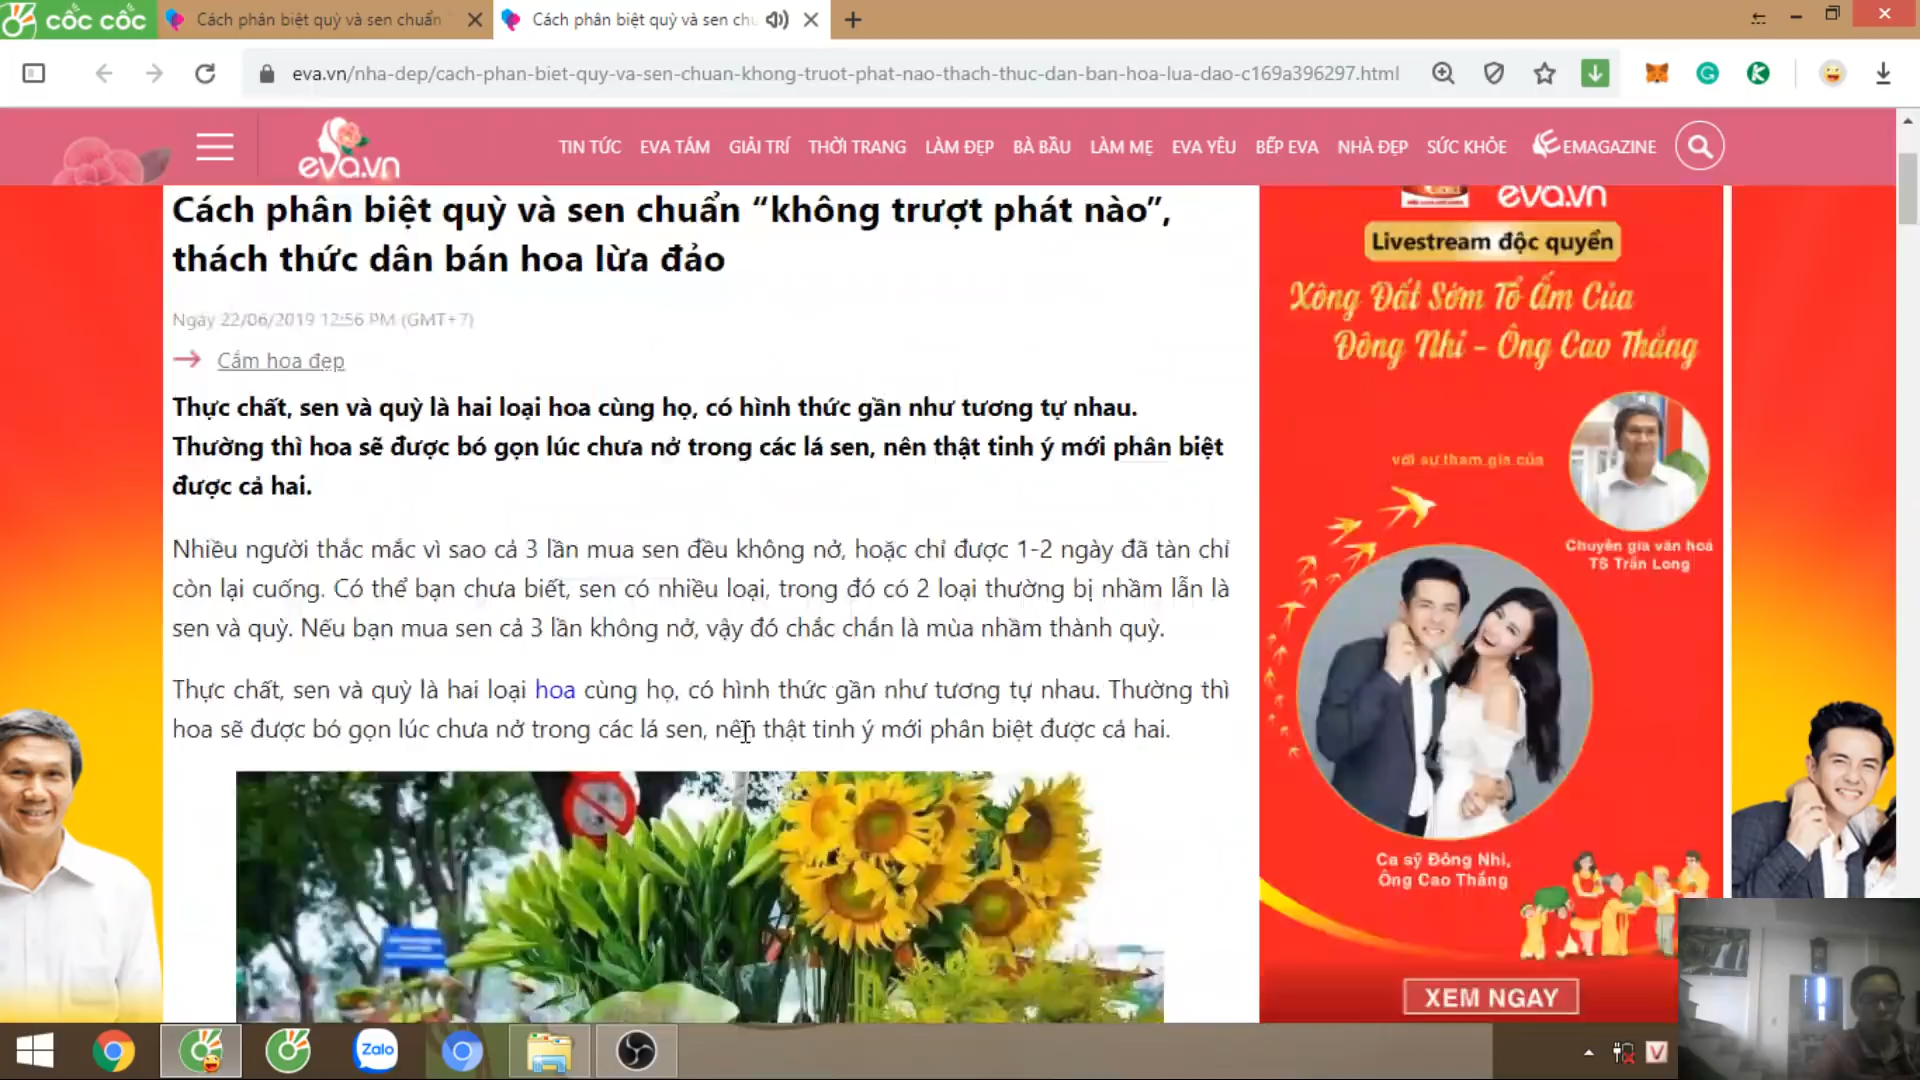 cốc cốc
Cách phân biệt quỳ và sen chuẩn
Cách phân biệt quỳ và sen chu
eva.vn/nha-dep/cach-phan-biet-quy-va-sen-chuan-khong-truot-phat-nao-thach-thuc-dan-ban-hoa-lua-dao-c169a396297.html
eva.vn
TIN TỨC EVA TÁM GIẢI TRÍ THỜI TRANG LÀM ĐẸP BÀ BẦU LÀM MẸ EVA YÊU BẾP EVA NHÀ ĐẸP SỨC KHỎE EMAGAZINE
Cách phân biệt quỳ và sen chuẩn “không trượt phát nào”,
thách thức dân bán hoa lừa đảo
Ngày 22/06/2019 12:56 PM (GMT+7)
Cắm hoa đẹp
Thực chất, sen và quỳ là hai loại hoa cùng họ, có hình thức gần như tương tự nhau.
Thường thì hoa sẽ được bó gọn lúc chưa nở trong các lá sen, nên thật tinh ý mới phân biệt
được cả hai.
Nhiều người thắc mắc vì sao cả 3 lần mua sen đều không nở, hoặc chỉ được 1-2 ngày đã tàn chỉ
còn lại cuống. Có thể bạn chưa biết, sen có nhiều loại, trong đó có 2 loại thường bị nhầm lẫn là
sen và quỳ. Nếu bạn mua sen cả 3 lần không nở, vậy đó chắc chắn là mùa nhầm thành quỳ.
Thực chất, sen và quỳ là hai loại hoa cùng họ, có hình thức gần như tương tự nhau. Thường thì
hoa sẽ được bó gọn lúc chưa nở trong các lá sen, nên thật tinh ý mới phân biệt được cả hai.
eva.vn
Livestream độc quyền
Xông Đất Sớm Tổ Ấm Của
Đông Nhi – Ông Cao Thắng
với sự tham gia của
Chuyên gia văn hoá
TS Trần Long
Ca sỹ Đông Nhi,
Ông Cao Thắng
XEM NGAY
Zalo
V